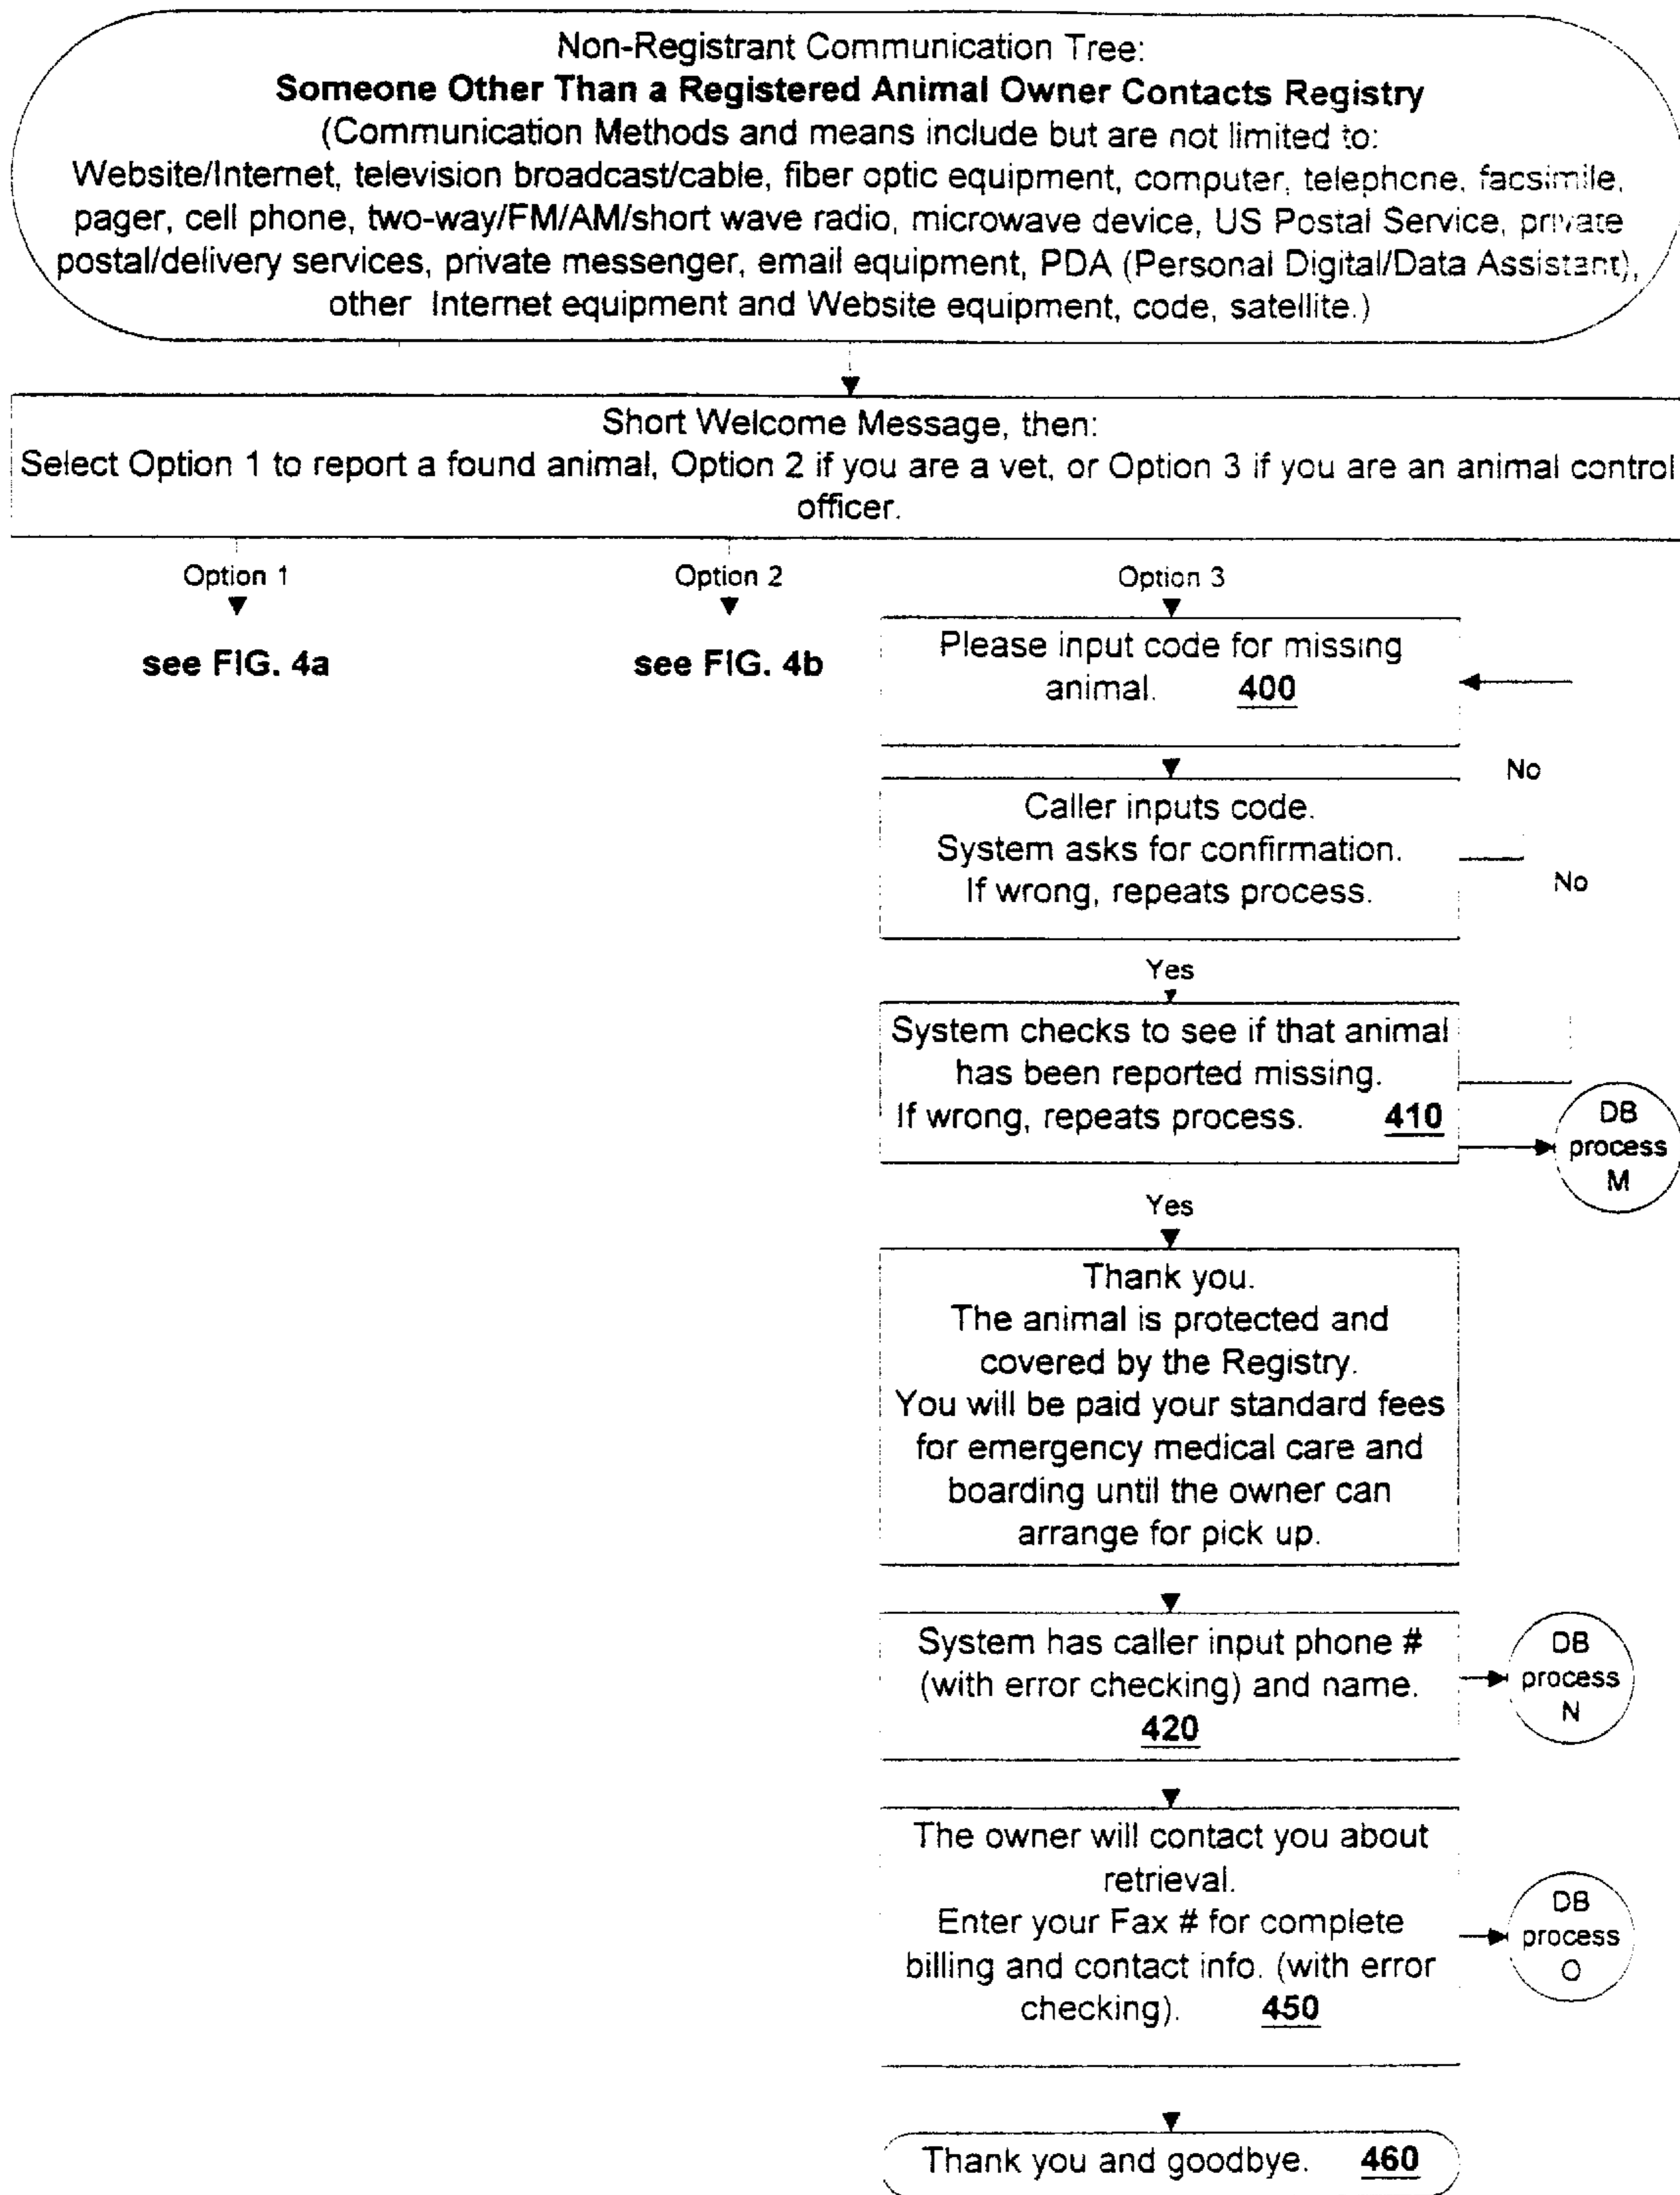 Non-Registrant Communication Tree:
Someone Other Than a Registered Animal Owner Contacts Registry
(Communication Methods and means include but are not limited to:
Website/Internet, television broadcast/cable, fiber optic equipment, computer, telephone, facsimile,
pager, cell phone, two-way/FM/AM/short wave radio, microwave device, US Postal Service, private
postal/delivery services, private messenger, email equipment, PDA (Personal Digital/Data Assistant),
other Internet equipment and Website equipment, code, satellite.)
Short Welcome Message, then:
Select Option 1 to report a found animal, Option 2 if you are a vet, or Option 3 if you are an animal control
officer.
Option 1
see FIG. 4a
Option 2
see FIG. 4b
Option 3
Please input code for missing
animal. 400
No
Caller inputs code.
System asks for confirmation.
If wrong, repeats process.
No
Yes
System checks to see if that animal
has been reported missing.
If wrong, repeats process. 410
DB
process
M
Yes
Thank you.
The animal is protected and
covered by the Registry.
You will be paid your standard fees
for emergency medical care and
boarding until the owner can
arrange for pick up.
System has caller input phone #
(with error checking) and name.
420
DB
process
N
The owner will contact you about
retrieval.
Enter your Fax # for complete
billing and contact info. (with error
checking). 450
DB
process
O
Thank you and goodbye. 460